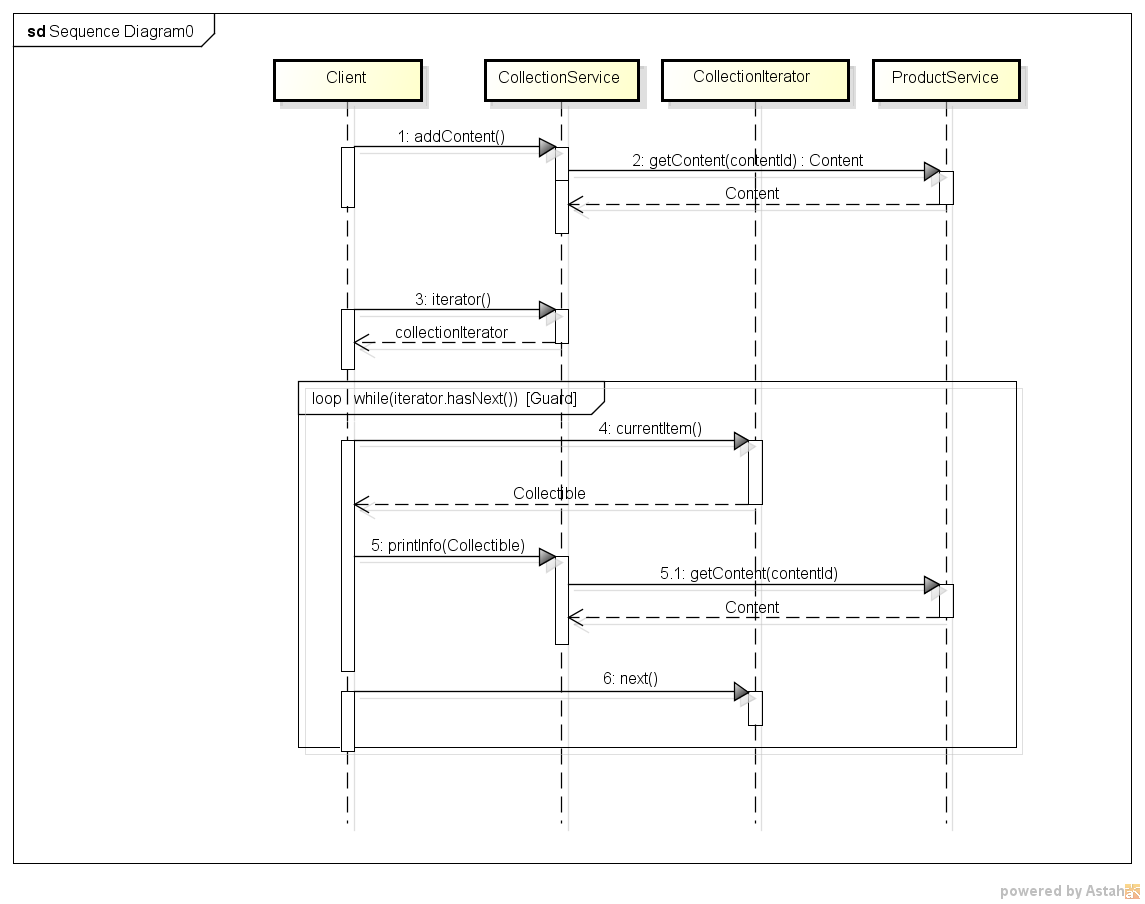 sd Sequence Diagram0
Client
CollectionService
CollectionIterator
ProductService
1: addContent()
2: getContent(contentId) : Content
Content
3: iterator()
collectionIterator
loop while(iterator.hasNext()) [Guard]
4: currentItem()
Collectible
5: printInfo(Collectible)
5.1: getContent(contentId)
Content
6: next()
powered by Astah